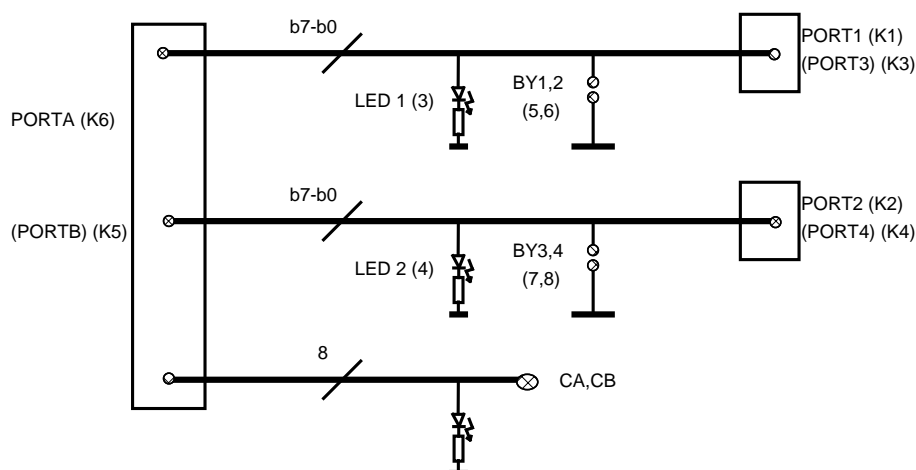 b7-b0
PORT1 (K1)
(PORT3) (K3)
LED 1 (3)
BY1,2
(5,6)
PORTA (K6)
b7-b0
PORT2 (K2)
(PORT4) (K4)
(PORTB) (K5)
LED 2 (4)
BY3,4
(7,8)
8
CA,CB